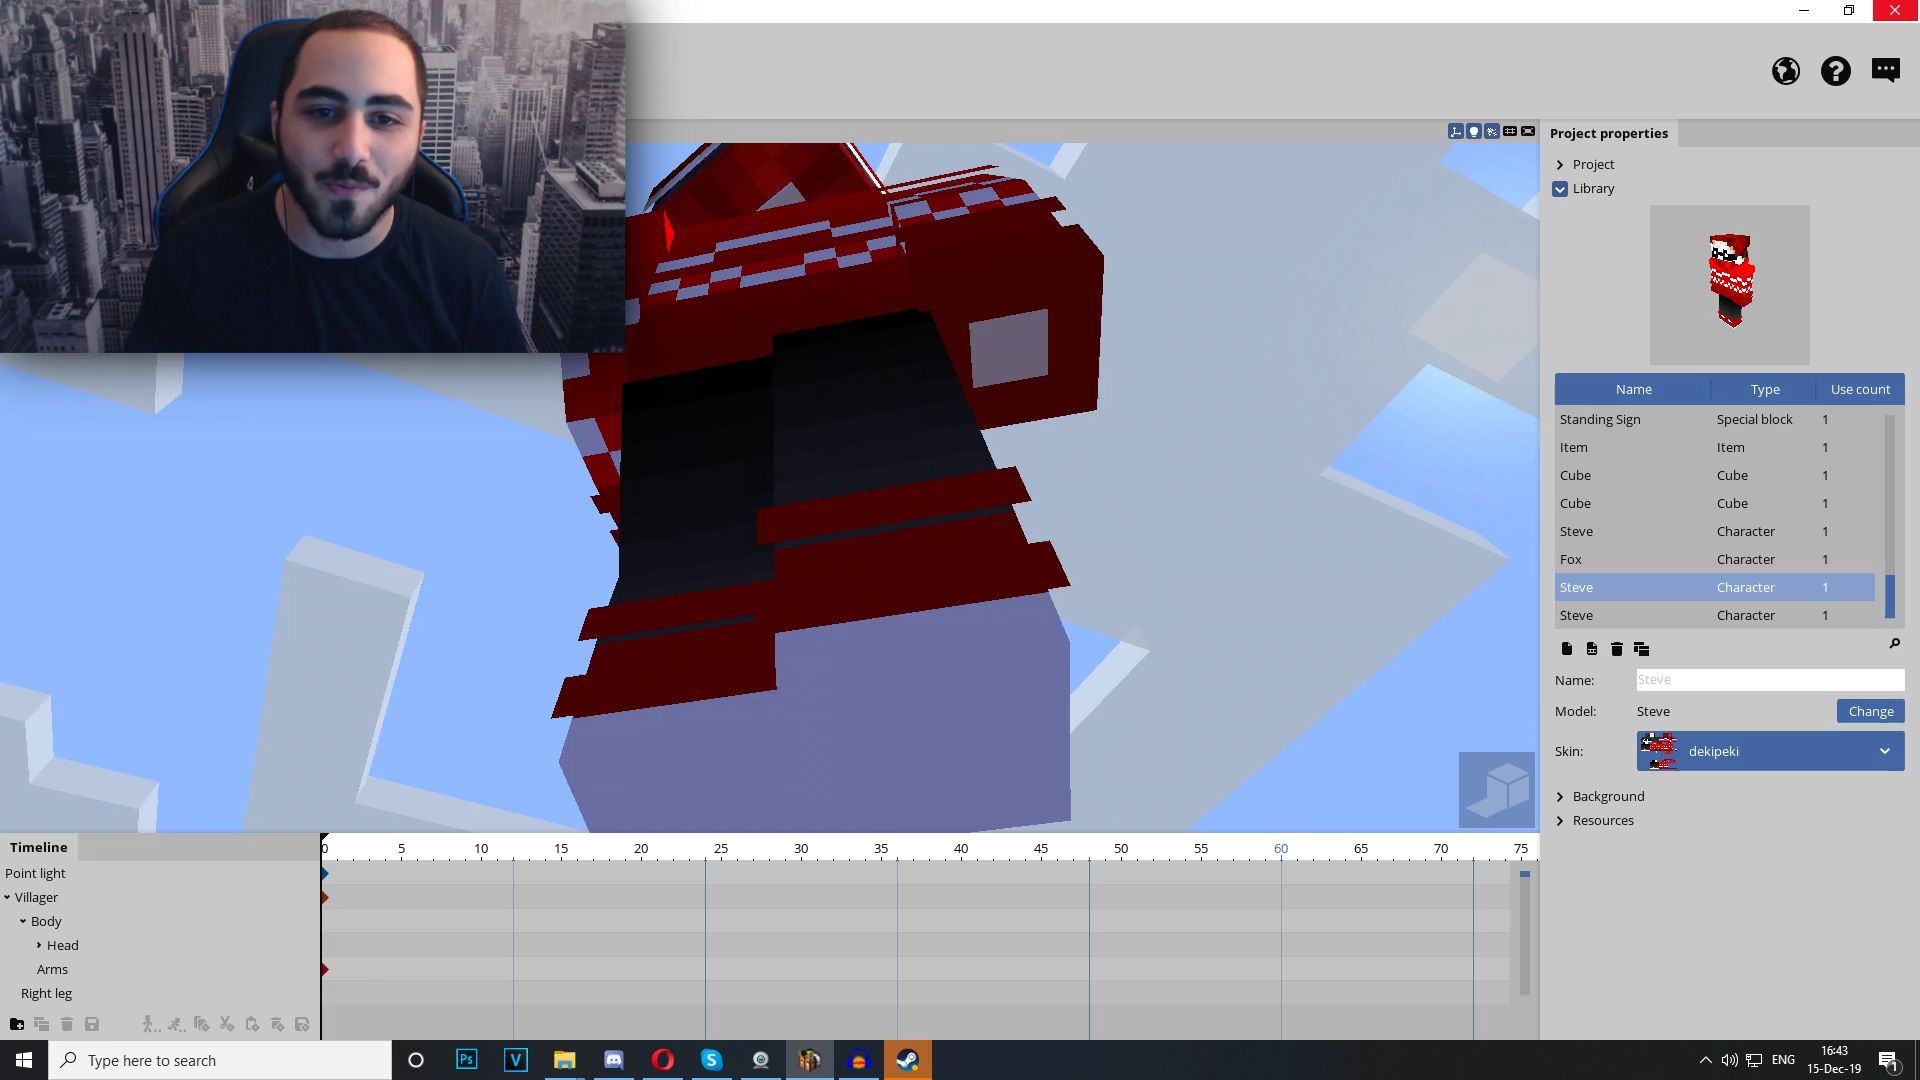 Project properties
Project
Library
Name Type Use count
Standing Sign Special block 1
Item Item 1
Cube Cube 1
Cube Cube 1
Steve Character 1
Fox Character 1
Steve Character 1
Steve Character 1
Name: Steve
Model: Steve Change
Skin: dekipeki
Background
Resources
Timeline
0 5 10 15 20 25 30 35 40 45 50 55 60 65 70 75
Point light
Villager
Body
Head
Arms
Right leg
Type here to search
Ps
V
S
ENG
16:43
15-Dec-19
1